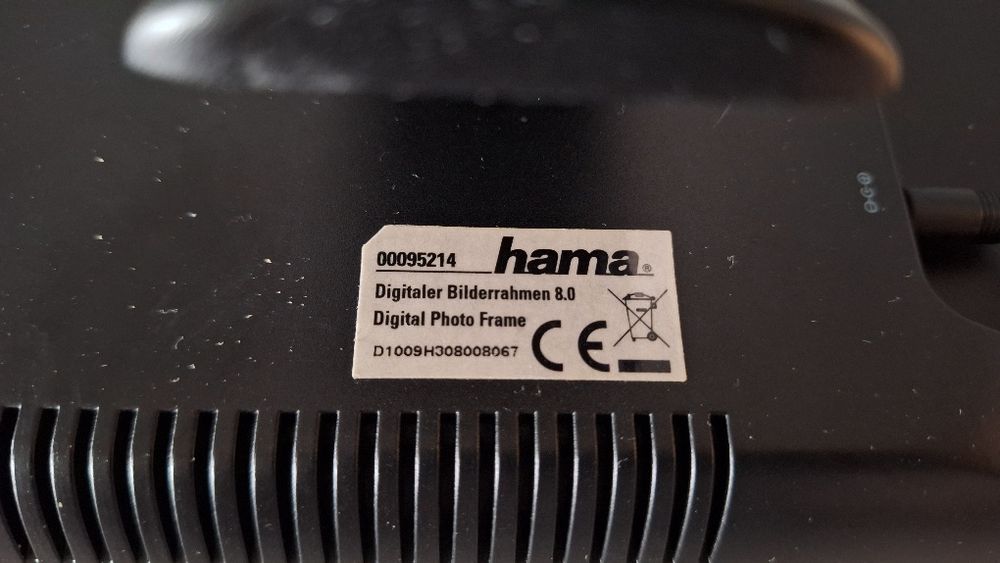 00095214 hama®
Digitaler Bilderrahmen 8.0
Digital Photo Frame
CE
D1009H308008067